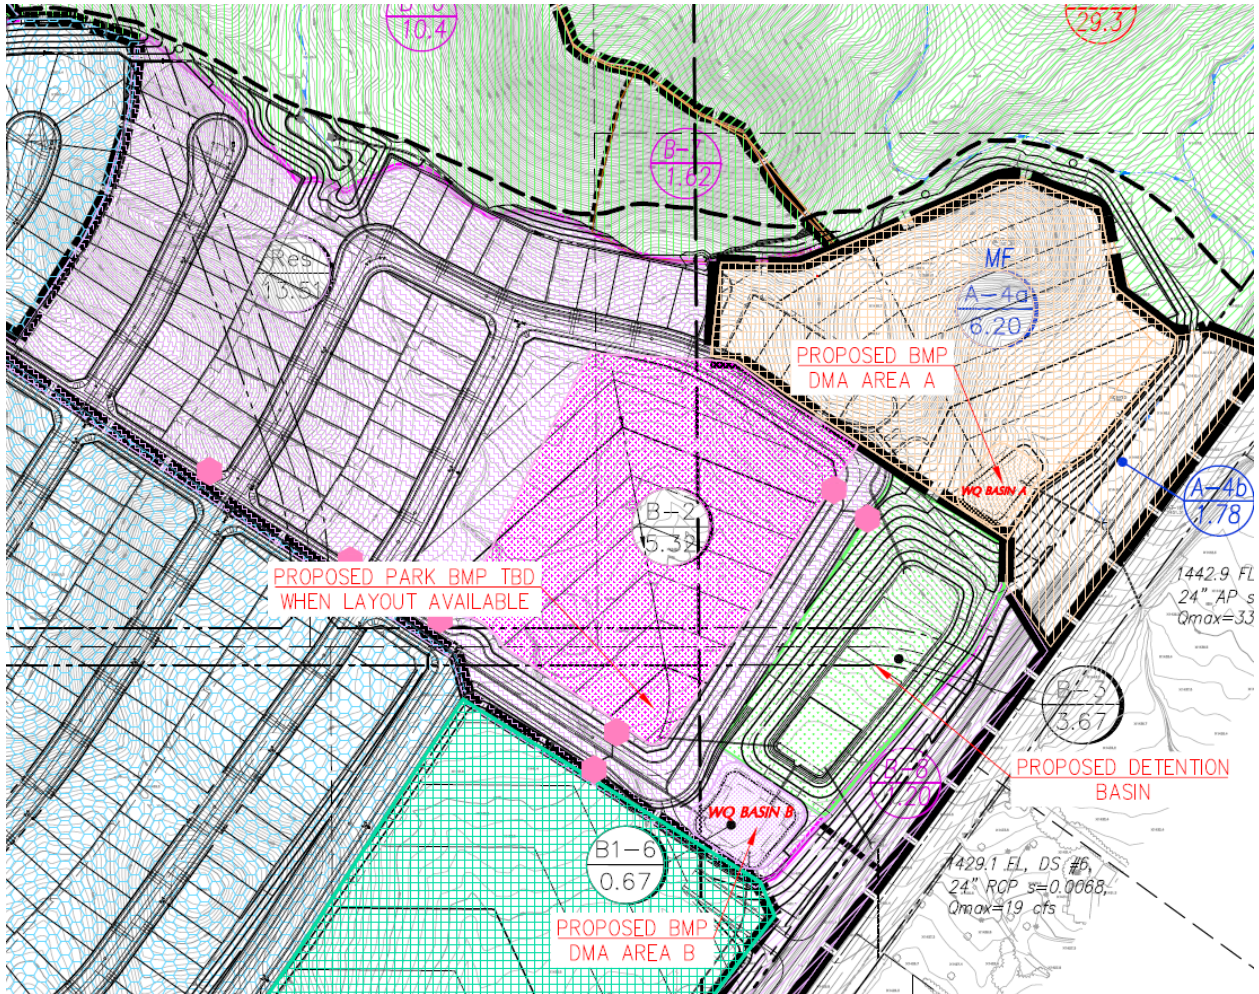 10.4
29.3
B-7
1.62
Res
13.51
MF
A-4a
6.20
PROPOSED BMP
DMA AREA A
WQ BASIN A
A-4b
1.78
B-2
5.32
1442.9 FL
24" AP s
Qmax=33
PROPOSED PARK BMP TBD
WHEN LAYOUT AVAILABLE
B-3
3.67
PROPOSED DETENTION
BASIN
B-8
1.20
WQ BASIN B
B1-6
0.67
1429.1 FL, DS #6,
24" RCP s=0.0068,
Qmax=19 cfs
PROPOSED BMP
DMA AREA B